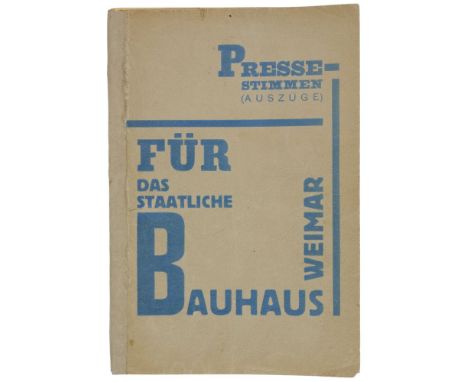 PRESSE-
STIMMEN
(AUSZÜGE)
FÜR
DAS
STAATLICHE
BAUHAUS
WEIMAR